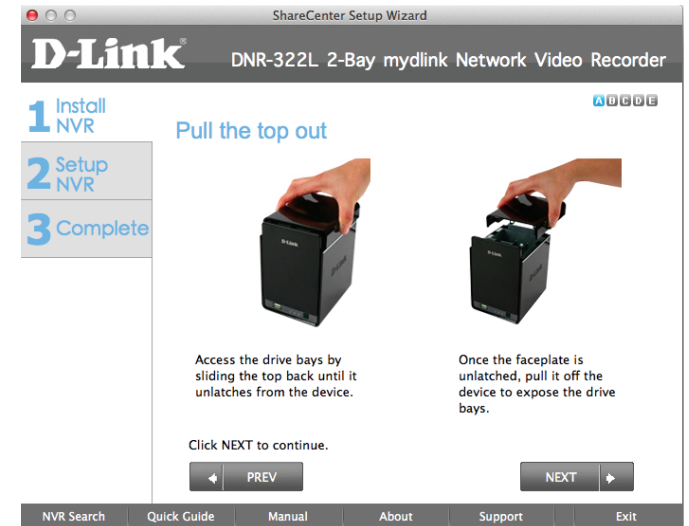 ShareCenter Setup Wizard
D-Link®
DNR-322L 2-Bay mydlink Network Video Recorder
A B C D E
1 Install
NVR
2 Setup
NVR
3 Complete
Pull the top out
D-Link
D-Link
D-Link
Access the drive bays by
sliding the top back until it
unlatches from the device.
Once the faceplate is
unlatched, pull it off the
device to expose the drive
bays.
Click NEXT to continue.
PREV
NEXT
NVR Search
Quick Guide
Manual
About
Support
Exit